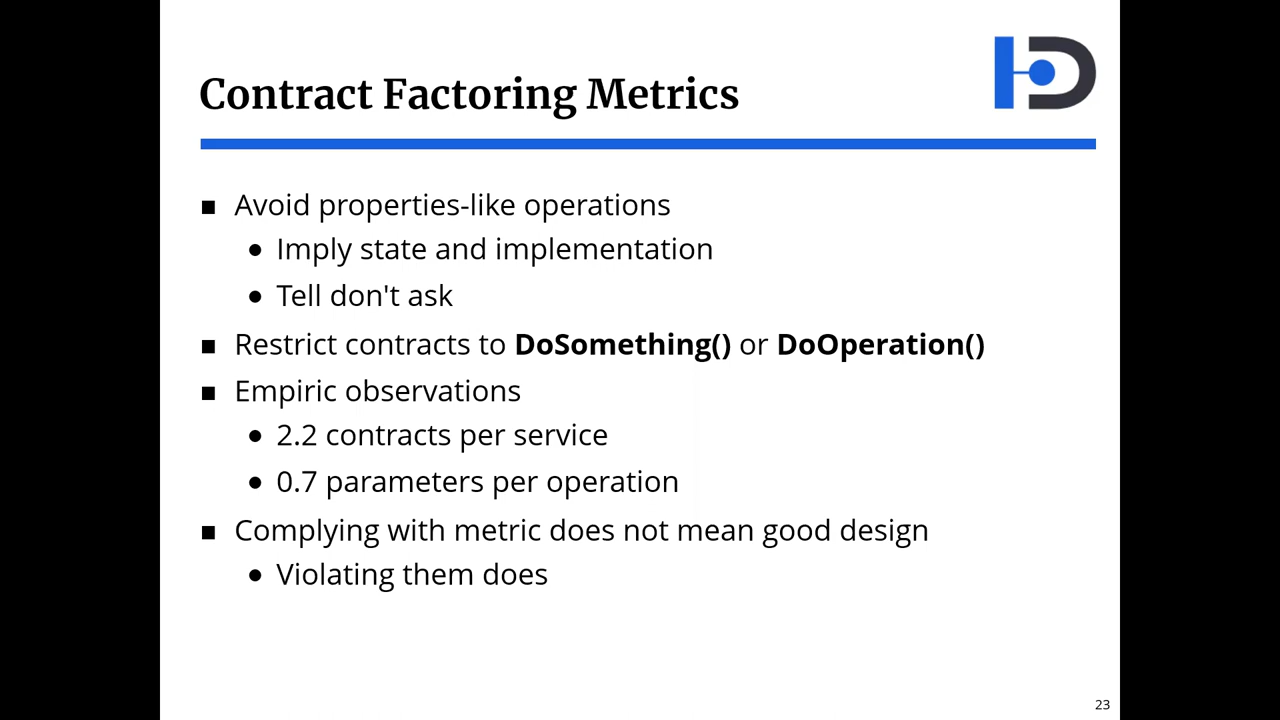 Contract Factoring Metrics
Avoid properties-like operations
Imply state and implementation
Tell don't ask
Restrict contracts to DoSomething() or DoOperation()
Empiric observations
2.2 contracts per service
0.7 parameters per operation
Complying with metric does not mean good design
Violating them does
23